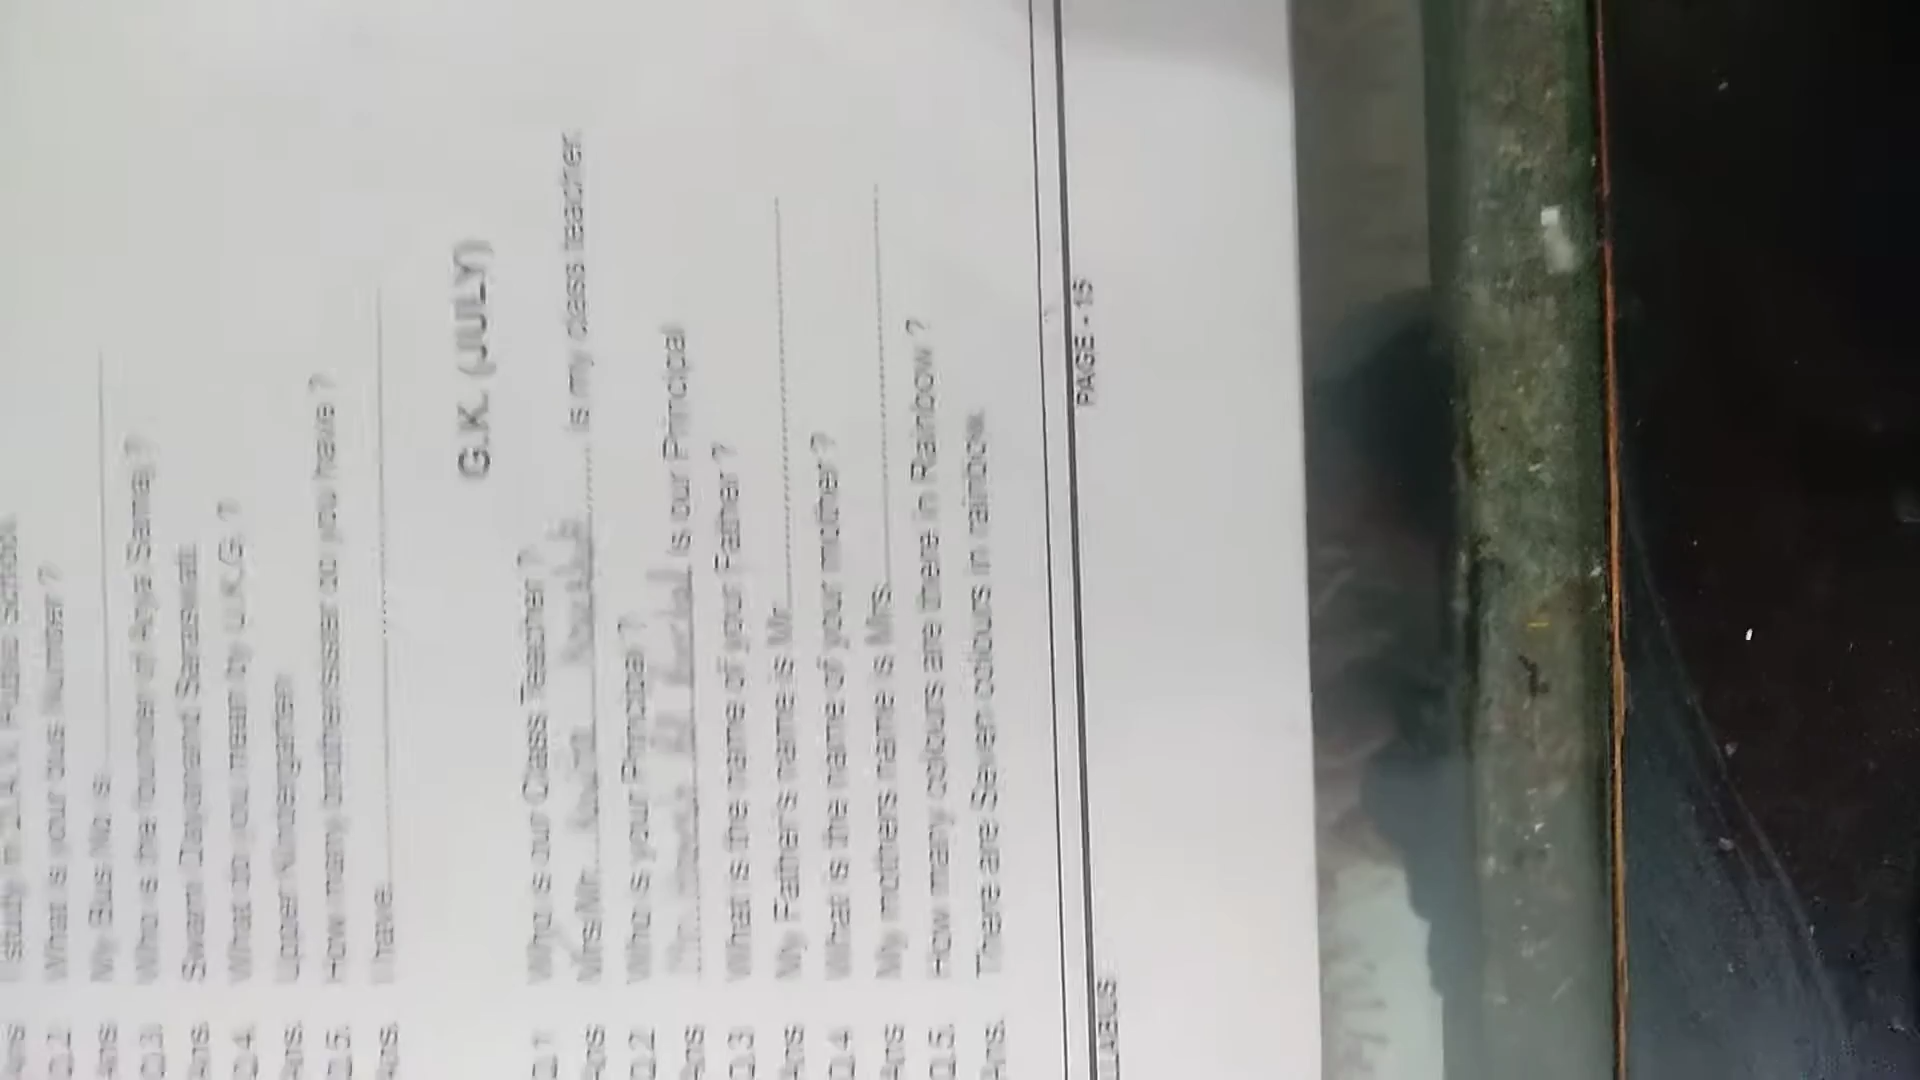 Ans I study in D.A.V. Public School.
Q.2. What is your bus Number ?
Ans My Bus No. is
Q.3. Who is the founder of Arya Samaj ?
Ans. Swami Dayanand Saraswati.
Q.4. What do you mean by U.K.G. ?
Ans. Upper Kindergarten
Q.5. How many brother/sister do you have ?
Ans. I have
G.K. (JULY)
Q.1 Who is our Class Teacher ?
Ans Mrs/Mr. is my class teacher.
Q.2 Who is your Principal ?
Ans is our Principal
Q.3 What is the name of your Father ?
Ans My Father's name is Mr.
Q.4 What is the name of your mother ?
Ans My mothers name is Mrs.
Q.5. How many colours are there in Rainbow ?
Ans. There are Seven colours in rainbow.
LLABUS PAGE - 15